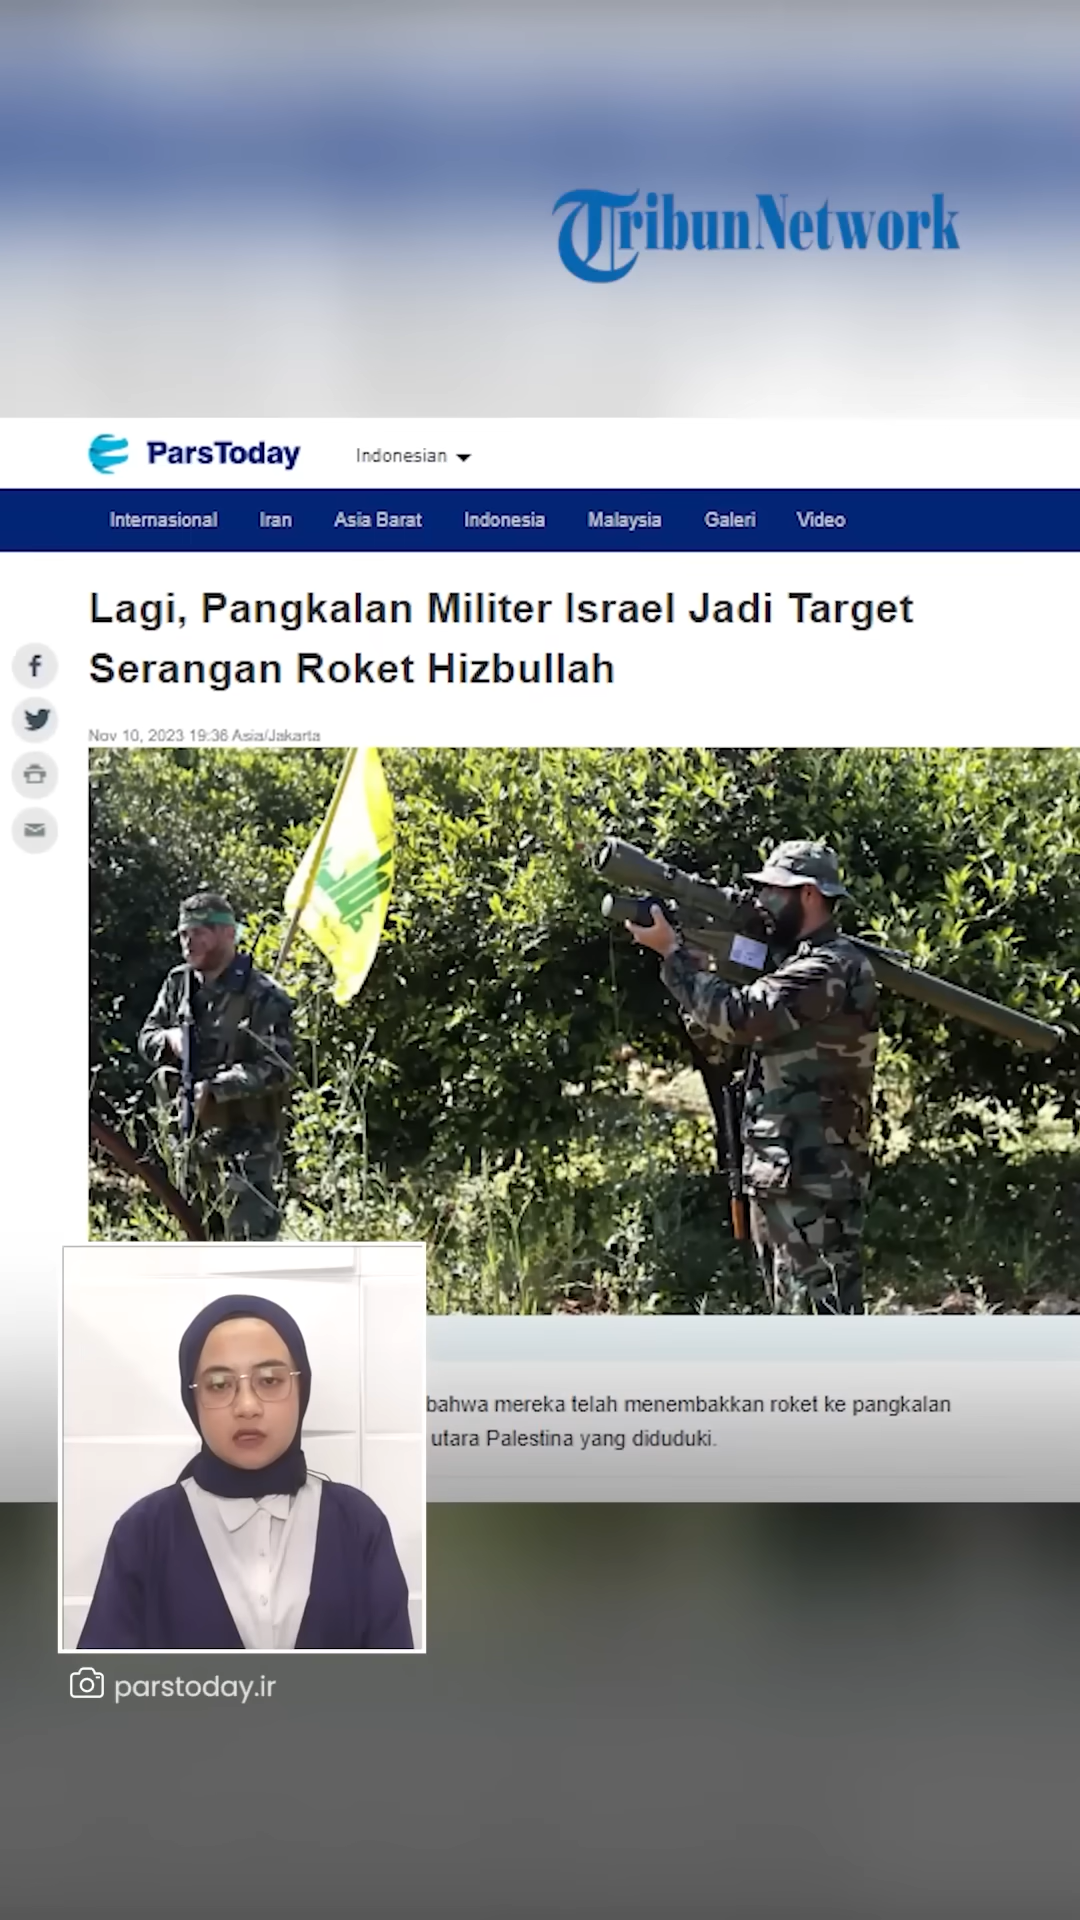 TribunNetwork
ParsToday
Indonesian
Internasional Iran Asia Barat Indonesia Malaysia Galeri Video
Lagi, Pangkalan Militer Israel Jadi Target
Serangan Roket Hizbullah
Nov 10, 2023 19:36 Asia/Jakarta
bahwa mereka telah menembakkan roket ke pangkalan
utara Palestina yang diduduki.
parstoday.ir